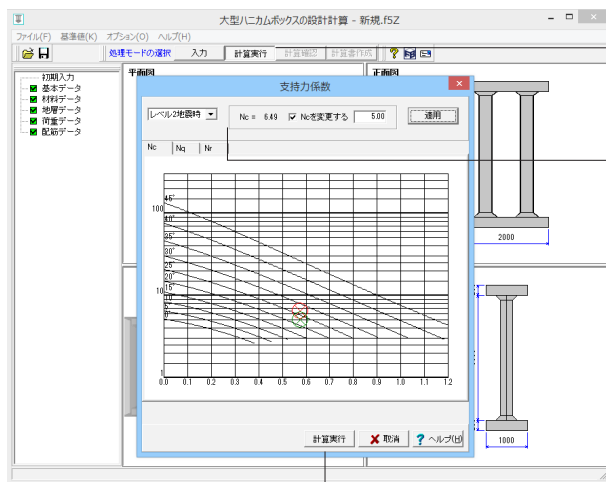 大型ハニカムボックスの設計計算 - 新規.f5Z
ファイル(F) 基準値(K) オプション(O) ヘルプ(H)
処理モードの選択 入力 計算実行 計算確認 計算書作成
初期入力
基本データ
材料データ
地層データ
荷重データ
配筋データ
平面図
正面図
支持力係数
レベル2地震時 Nc = 6.49 Ncを変更する 5.00 適用
Nc Nq Nr
45°
100
40°
35°
30°
25°
20°
10 15°
10°
1
0.0 0.1 0.2 0.3 0.4 0.5 0.6 0.7 0.8 0.9 1.0 1.1 1.2
2000
1000
計算実行 取消 ヘルプ(H)